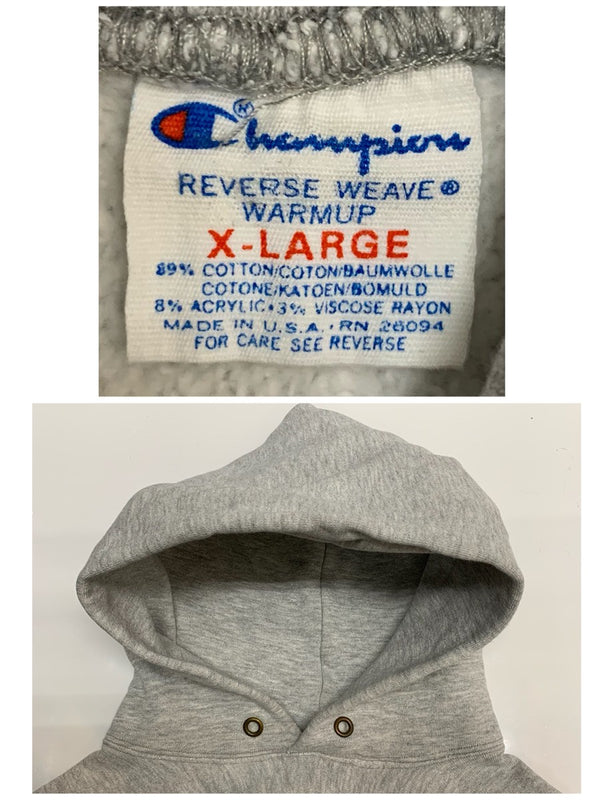 Champion®
REVERSE WEAVE®
WARMUP
X-LARGE
89% COTTON/COTON/BAUMWOLLE
COTONE/KATOEN/BOMULD
8% ACRYLIC • 3% VISCOSE RAYON
MADE IN U.S.A. • RN 26094
FOR CARE SEE REVERSE